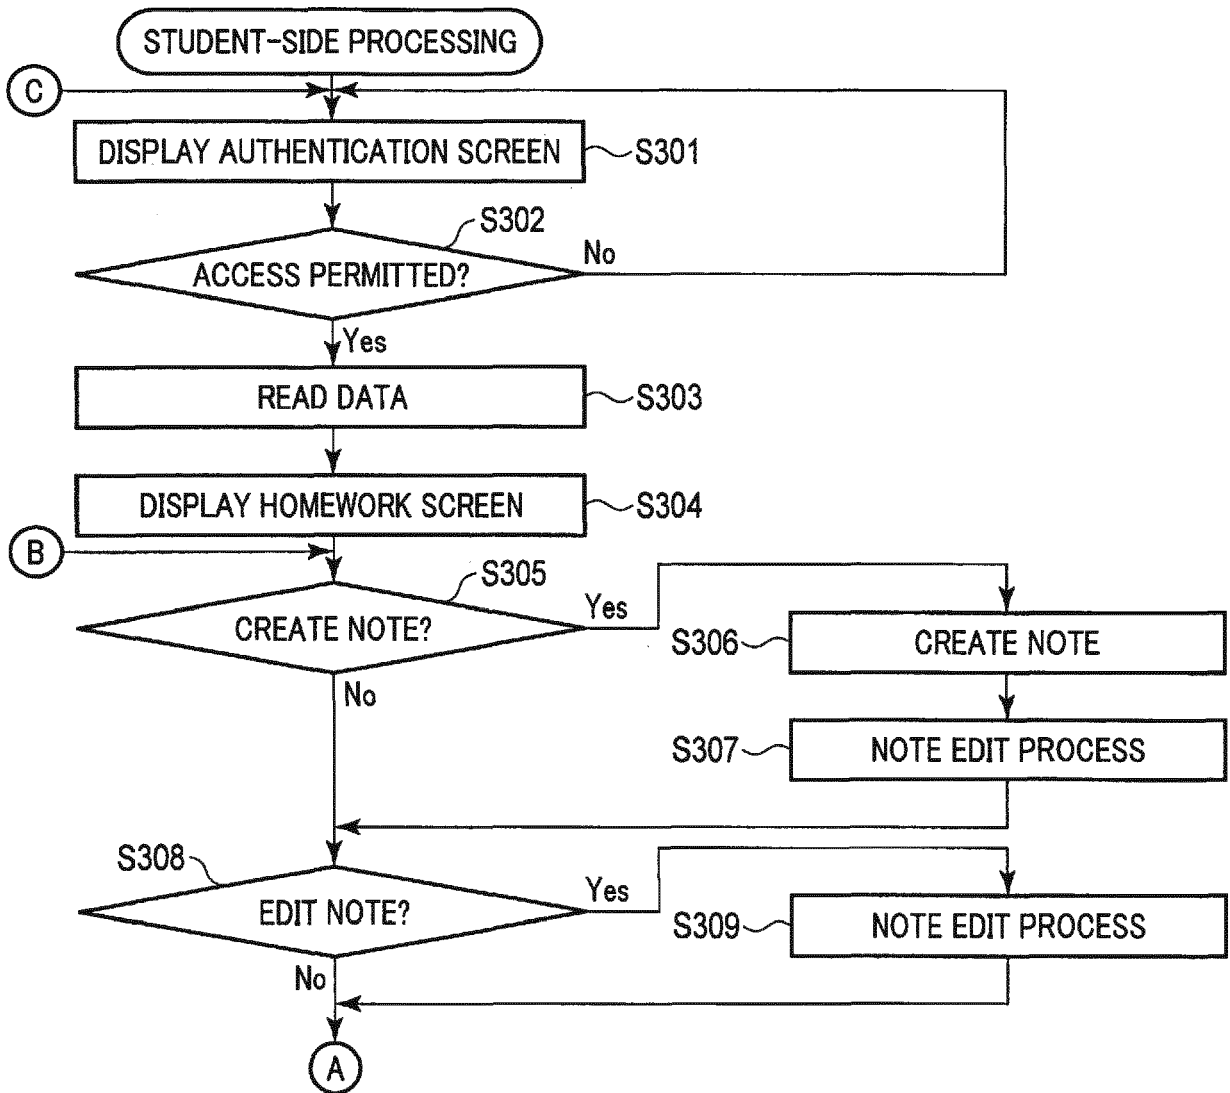 STUDENT-SIDE PROCESSING
C
DISPLAY AUTHENTICATION SCREEN
S301
S302
ACCESS PERMITTED?
No
Yes
READ DATA
S303
DISPLAY HOMEWORK SCREEN
S304
B
S305
CREATE NOTE?
Yes
S306
CREATE NOTE
No
S307
NOTE EDIT PROCESS
S308
EDIT NOTE?
Yes
S309
NOTE EDIT PROCESS
No
A